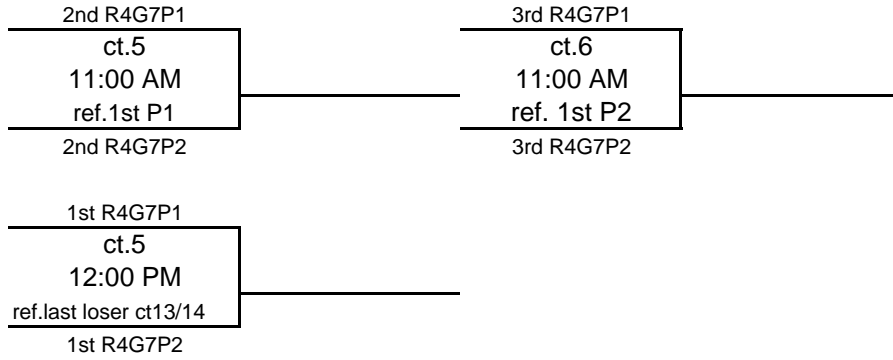 2nd R4G7P1
ct.5
11:00 AM
ref.1st P1
2nd R4G7P2
3rd R4G7P1
ct.6
11:00 AM
ref. 1st P2
3rd R4G7P2
1st R4G7P1
ct.5
12:00 PM
ref.last loser ct13/14
1st R4G7P2